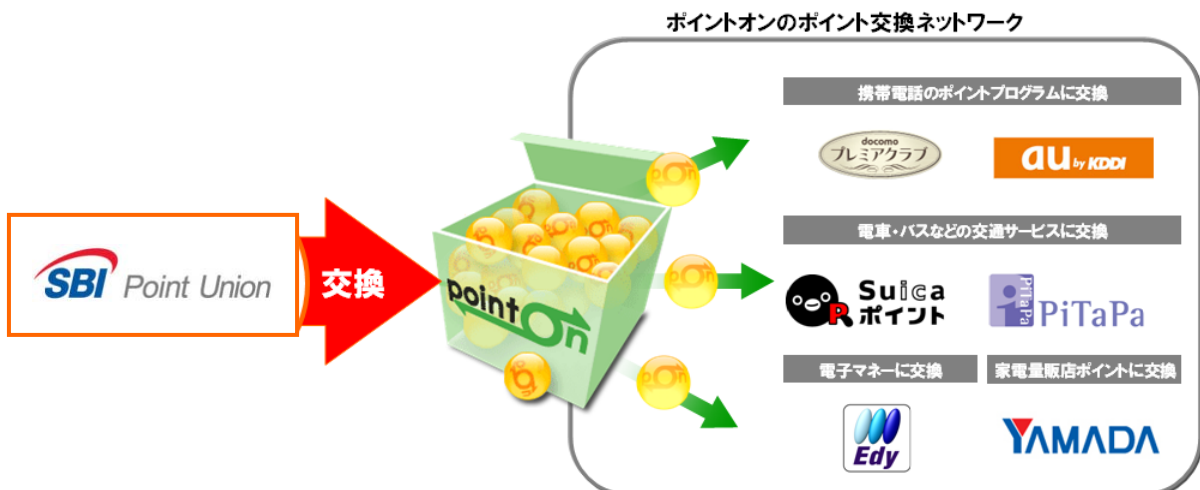 ポイントオンのポイント交換ネットワーク
携帯電話のポイントプログラムに交換
docomo
プレミアクラブ
au by KDDI
電車・バスなどの交通サービスに交換
SBI Point Union
交換
pointOn
pOn
pOn
pOn
Suica
ポイント
PiTaPa
PiTaPa
電子マネーに交換
家電量販店ポイントに交換
Edy
YAMADA